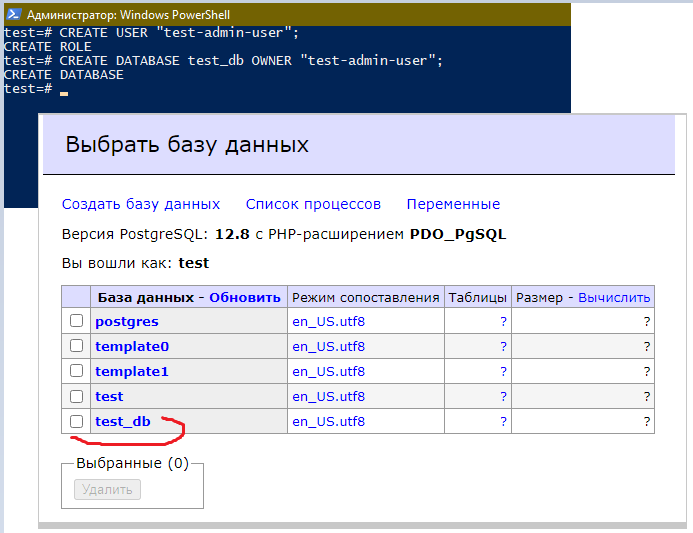 Администратор: Windows PowerShell
test=# CREATE USER "test-admin-user";
CREATE ROLE
test=# CREATE DATABASE test_db OWNER "test-admin-user";
CREATE DATABASE
test=#
Выбрать базу данных
Создать базу данных Список процессов Переменные
Версия PostgreSQL: 12.8 с PHP-расширением PDO_PgSQL
Вы вошли как: test
База данных - Обновить Режим сопоставления Таблицы Размер - Вычислить
postgres en_US.utf8 ? ?
template0 en_US.utf8 ? ?
template1 en_US.utf8 ? ?
test en_US.utf8 ? ?
test_db en_US.utf8 ? ?
Выбранные (0)
Удалить